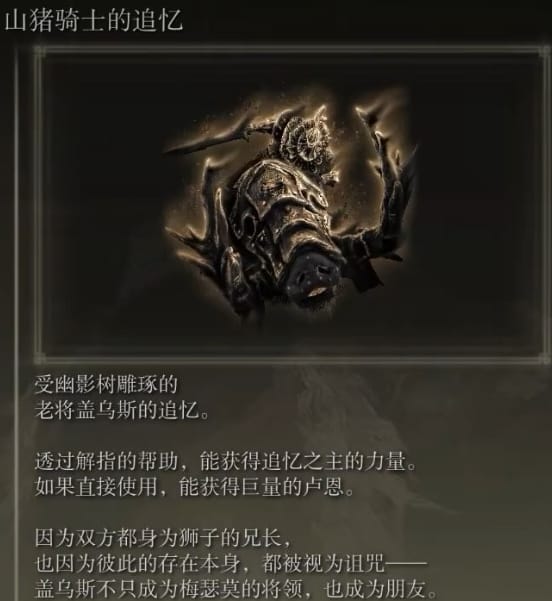 山猪骑士的追忆
受幽影树雕琢的
老将盖乌斯的追忆。
透过解指的帮助，能获得追忆之主的力量。
如果直接使用，能获得巨量的卢恩。
因为双方都身为狮子的兄长，
也因为彼此的存在本身，都被视为诅咒——
盖乌斯不只成为梅瑟莫的将领，也成为朋友。